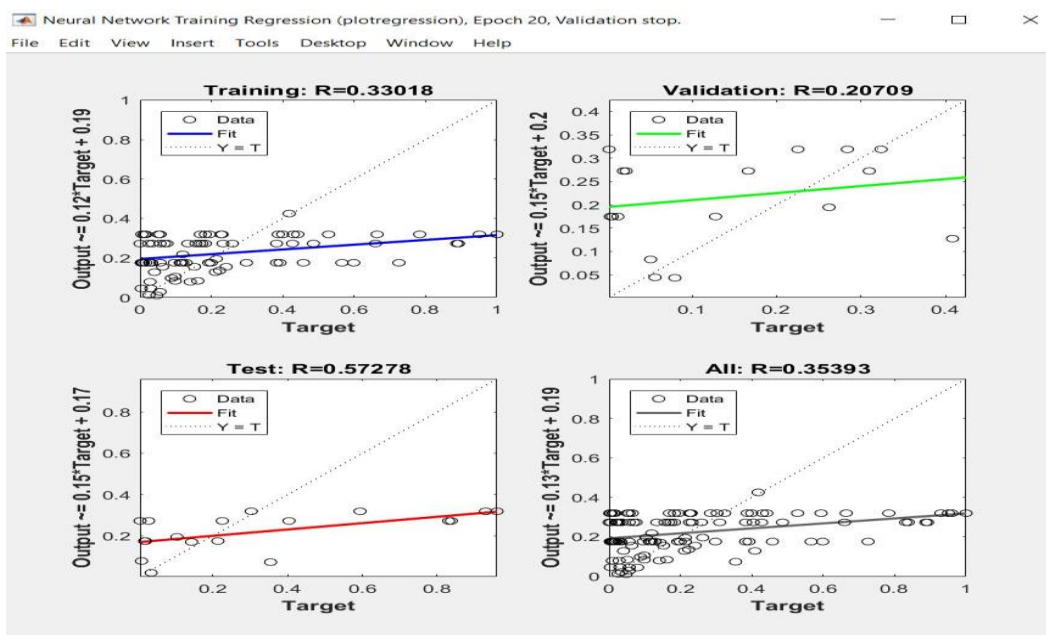 Neural Network Training Regression (plotregression), Epoch 20, Validation stop.
File Edit View Insert Tools Desktop Window Help
Training: R=0.33018
Output ~= 0.12*Target + 0.19
1
0.8
0.6
0.4
0.2
0
Data
Fit
Y = T
0 0.2 0.4 0.6 0.8 1
Target
Validation: R=0.20709
Output ~= 0.15*Target + 0.2
0.4
0.35
0.3
0.25
0.2
0.15
0.1
0.05
Data
Fit
Y = T
0.1 0.2 0.3 0.4
Target
Test: R=0.57278
Output ~= 0.15*Target + 0.17
0.8
0.6
0.4
0.2
Data
Fit
Y = T
0.2 0.4 0.6 0.8
Target
All: R=0.35393
Output ~= 0.13*Target + 0.19
1
0.8
0.6
0.4
0.2
0
Data
Fit
Y = T
0 0.2 0.4 0.6 0.8 1
Target